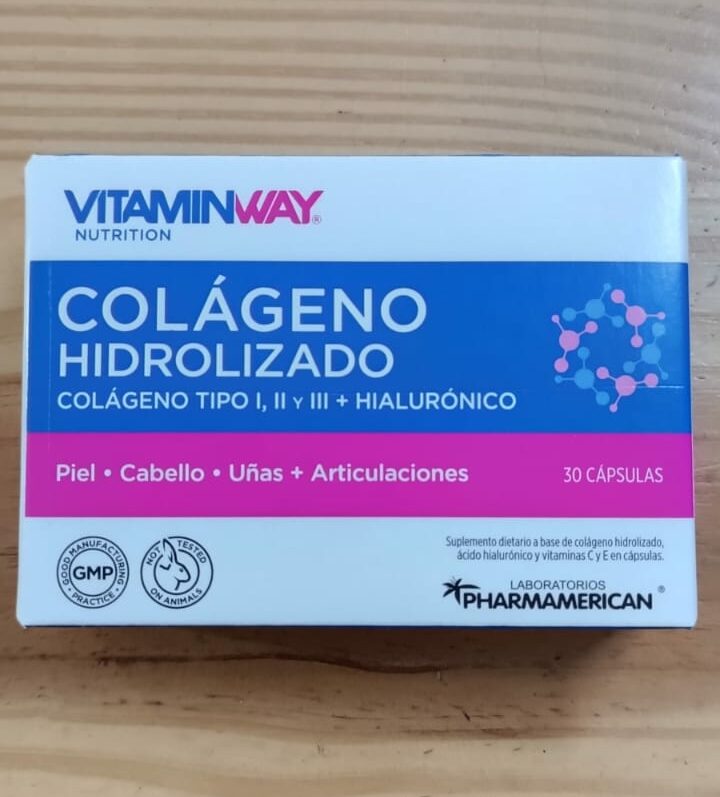 VITAMINWAY®
NUTRITION
COLÁGENO
HIDROLIZADO
COLÁGENO TIPO I, II Y III + HIALURÓNICO
Piel • Cabello • Uñas + Articulaciones
30 CÁPSULAS
GOOD MANUFACTURING
GMP
• PRACTICE •
NOT TESTED
ON ANIMALS
Suplemento dietario a base de colágeno hidrolizado,
ácido hialurónico y vitaminas C y E en cápsulas.
LABORATORIOS
PHARMAMERICAN®